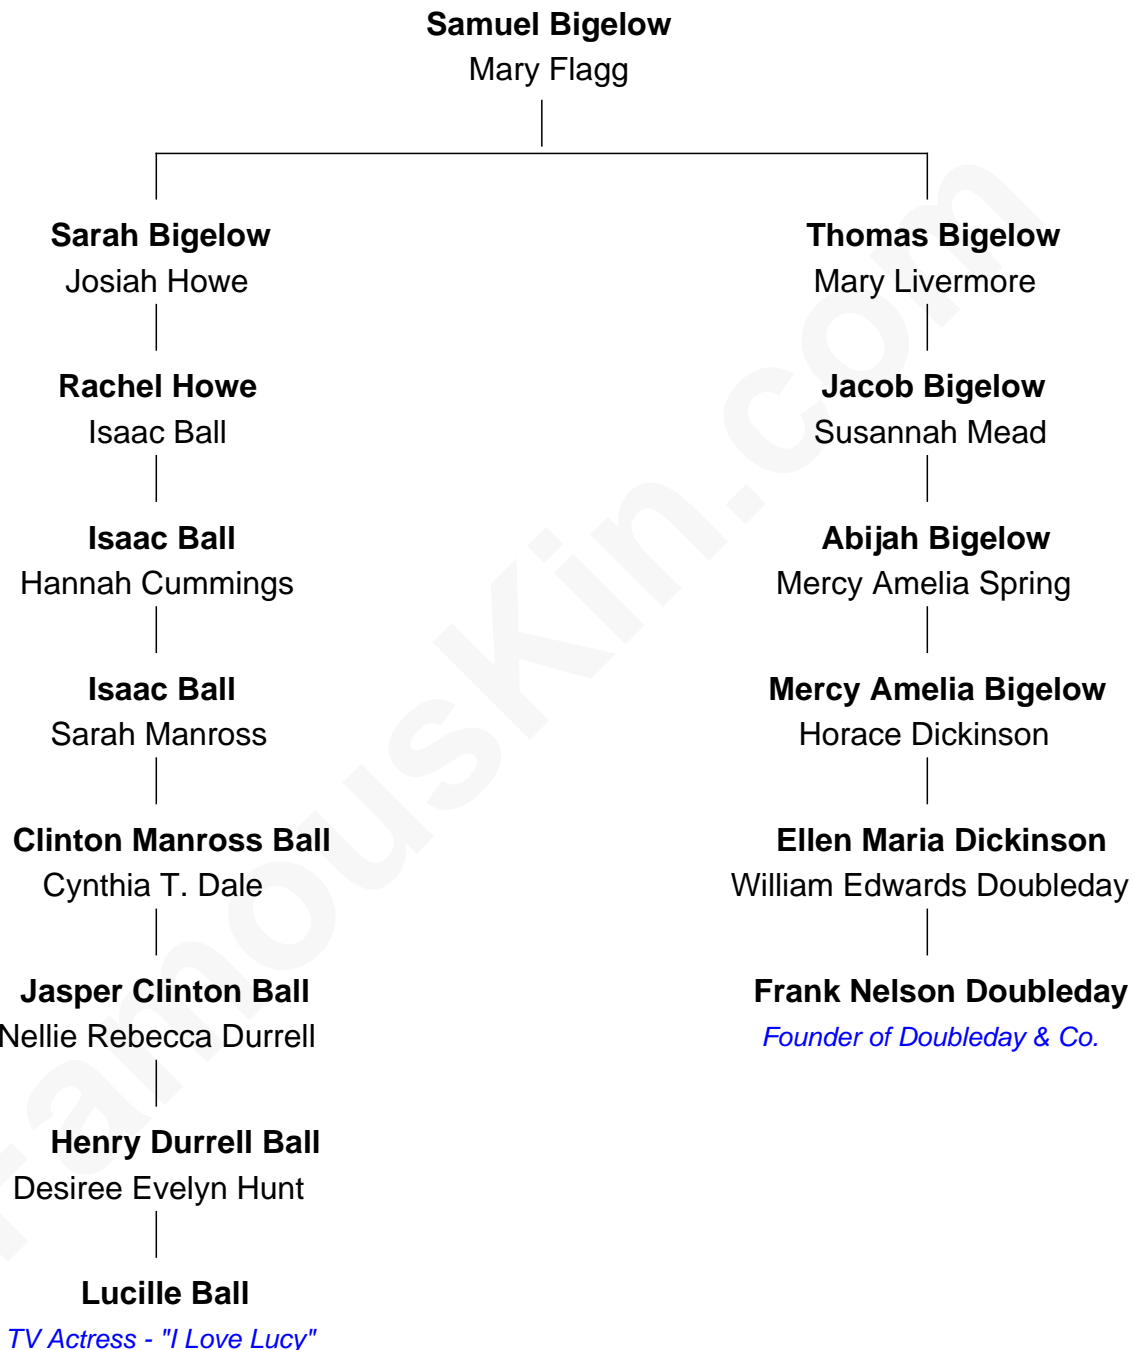 Samuel Bigelow
Mary Flagg
Sarah Bigelow
Josiah Howe
Thomas Bigelow
Mary Livermore
Rachel Howe
Isaac Ball
Jacob Bigelow
Susannah Mead
Isaac Ball
Hannah Cummings
Abijah Bigelow
Mercy Amelia Spring
Isaac Ball
Sarah Manross
Mercy Amelia Bigelow
Horace Dickinson
Clinton Manross Ball
Cynthia T. Dale
Ellen Maria Dickinson
William Edwards Doubleday
Jasper Clinton Ball
Nellie Rebecca Durrell
Frank Nelson Doubleday
Founder of Doubleday & Co.
Henry Durrell Ball
Desiree Evelyn Hunt
Lucille Ball
TV Actress - "I Love Lucy"
FamousKin.com